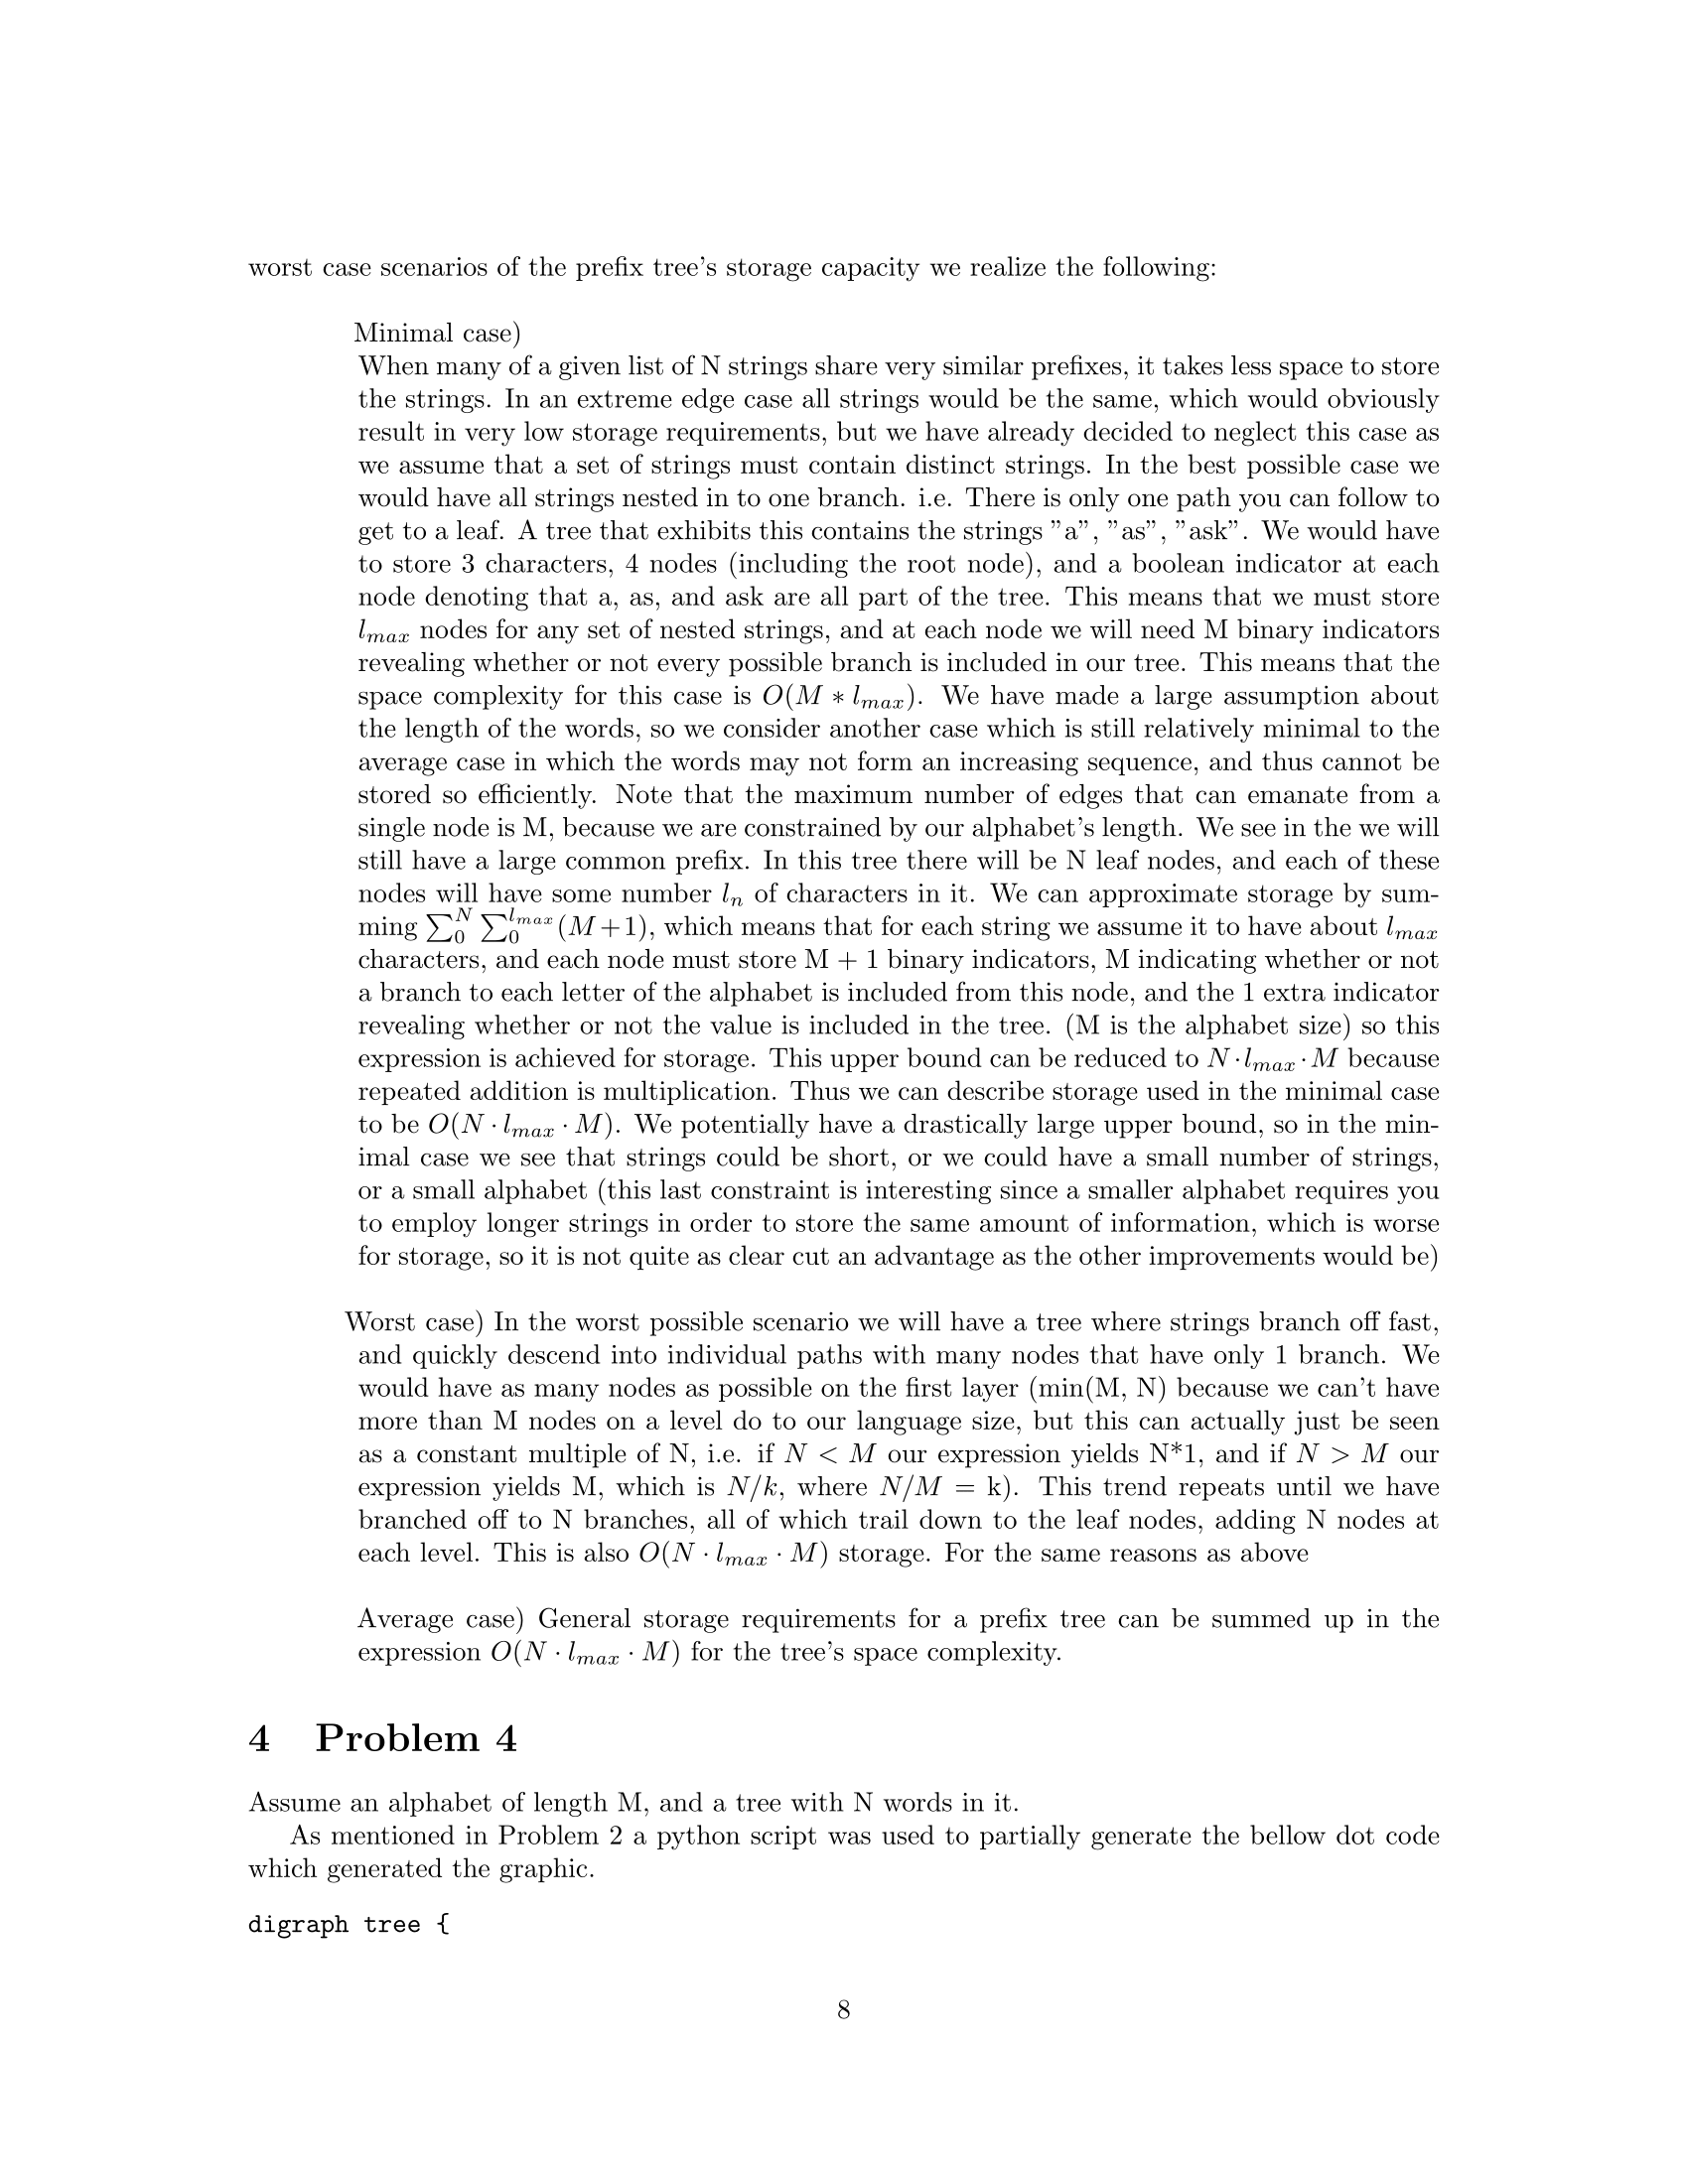 worst case scenarios of the prefix tree's storage capacity we realize the following:
Minimal case)
When many of a given list of N strings share very similar prefixes, it takes less space to store
the strings. In an extreme edge case all strings would be the same, which would obviously
result in very low storage requirements, but we have already decided to neglect this case as
we assume that a set of strings must contain distinct strings. In the best possible case we
would have all strings nested in to one branch. i.e. There is only one path you can follow to
get to a leaf. A tree that exhibits this contains the strings ”a”, ”as”, ”ask”. We would have
to store 3 characters, 4 nodes (including the root node), and a boolean indicator at each
node denoting that a, as, and ask are all part of the tree. This means that we must store
$l_{max}$ nodes for any set of nested strings, and at each node we will need M binary indicators
revealing whether or not every possible branch is included in our tree. This means that the
space complexity for this case is $O(M * l_{max})$. We have made a large assumption about
the length of the words, so we consider another case which is still relatively minimal to the
average case in which the words may not form an increasing sequence, and thus cannot be
stored so efficiently. Note that the maximum number of edges that can emanate from a
single node is M, because we are constrained by our alphabet's length. We see in the we will
still have a large common prefix. In this tree there will be N leaf nodes, and each of these
nodes will have some number $l_n$ of characters in it. We can approximate storage by sum-
ming $\sum_0^N \sum_0^{l_{max}} (M + 1)$, which means that for each string we assume it to have about $l_{max}$
characters, and each node must store M + 1 binary indicators, M indicating whether or not
a branch to each letter of the alphabet is included from this node, and the 1 extra indicator
revealing whether or not the value is included in the tree. (M is the alphabet size) so this
expression is achieved for storage. This upper bound can be reduced to $N \cdot l_{max} \cdot M$ because
repeated addition is multiplication. Thus we can describe storage used in the minimal case
to be $O(N \cdot l_{max} \cdot M)$. We potentially have a drastically large upper bound, so in the min-
imal case we see that strings could be short, or we could have a small number of strings,
or a small alphabet (this last constraint is interesting since a smaller alphabet requires you
to employ longer strings in order to store the same amount of information, which is worse
for storage, so it is not quite as clear cut an advantage as the other improvements would be)
Worst case) In the worst possible scenario we will have a tree where strings branch off fast,
and quickly descend into individual paths with many nodes that have only 1 branch. We
would have as many nodes as possible on the first layer (min(M, N) because we can't have
more than M nodes on a level do to our language size, but this can actually just be seen
as a constant multiple of N, i.e. if $N < M$ our expression yields N*1, and if $N > M$ our
expression yields M, which is $N/k$, where $N/M$ = k). This trend repeats until we have
branched off to N branches, all of which trail down to the leaf nodes, adding N nodes at
each level. This is also $O(N \cdot l_{max} \cdot M)$ storage. For the same reasons as above
Average case) General storage requirements for a prefix tree can be summed up in the
expression $O(N \cdot l_{max} \cdot M)$ for the tree's space complexity.
4 Problem 4
Assume an alphabet of length M, and a tree with N words in it.
As mentioned in Problem 2 a python script was used to partially generate the bellow dot code
which generated the graphic.
digraph tree {
8